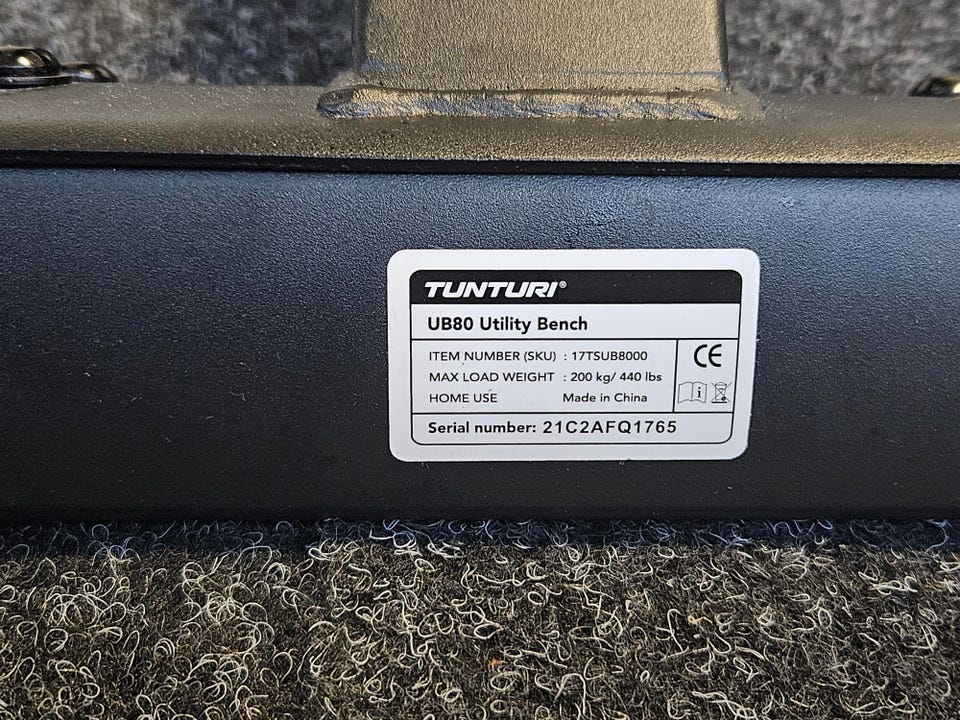 TUNTURI®
UB80 Utility Bench
ITEM NUMBER (SKU) : 17TSUB8000
MAX LOAD WEIGHT : 200 kg/ 440 lbs
HOME USE Made in China
CE
i
Serial number: 21C2AFQ1765